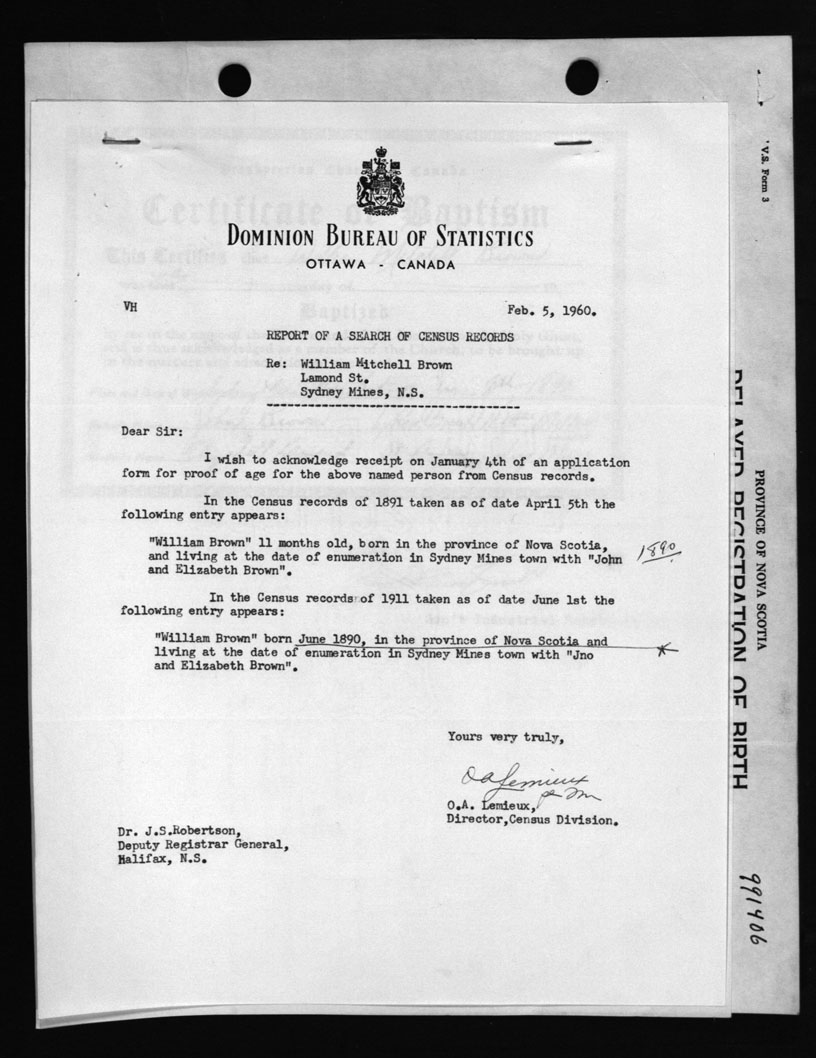 DOMINION BUREAU OF STATISTICS
OTTAWA - CANADA
VH
Feb. 5, 1960.
REPORT OF A SEARCH OF CENSUS RECORDS
Re: William Mitchell Brown
Lamond St.
Sydney Mines, N.S.
Dear Sir:
I wish to acknowledge receipt on January 4th of an application
form for proof of age for the above named person from Census records.
In the Census records of 1891 taken as of date April 5th the
following entry appears:
"William Brown" 11 months old, born in the province of Nova Scotia,
and living at the date of enumeration in Sydney Mines town with "John
and Elizabeth Brown".
1890
In the Census records of 1911 taken as of date June 1st the
following entry appears:
"William Brown" born June 1890, in the province of Nova Scotia and
living at the date of enumeration in Sydney Mines town with "Jno
and Elizabeth Brown".
Yours very truly,
OALemieux
O.A. Lemieux,
Director,Census Division.
Dr. J.S.Robertson,
Deputy Registrar General,
Halifax, N.S.
V.S. Form 3
PROVINCE OF NOVA SCOTIA
DELAYED REGISTRATION OF BIRTH
991406
Certificate of Baptism
This Certifies that
Baptized